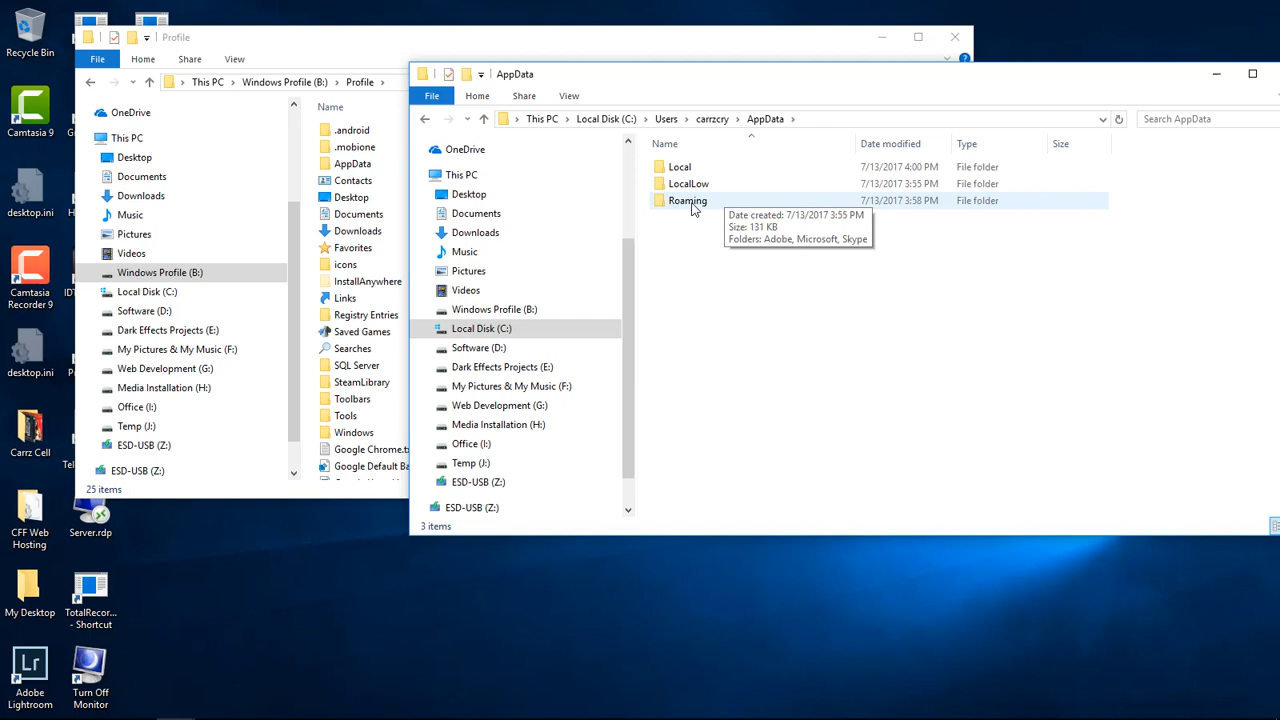 Recycle Bin
Camtasia 9
desktop.ini
Camtasia
Recorder 9
desktop.ini
Carrz Cell
CFF Web
Hosting
Server.rdp
My Desktop
TotalRecor...
- Shortcut
Adobe
Lightroom
Turn Off
Monitor
Profile
File
Home
Share
View
This PC
Windows Profile (B:)
Profile
OneDrive
This PC
Desktop
Documents
Downloads
Music
Pictures
Videos
Windows Profile (B:)
Local Disk (C:)
Software (D:)
Dark Effects Projects (E:)
My Pictures & My Music (F:)
Web Development (G:)
Media Installation (H:)
Office (I:)
Temp (J:)
ESD-USB (Z:)
ESD-USB (Z:)
25 items
Name
.android
.mobione
AppData
Contacts
Desktop
Documents
Downloads
Favorites
icons
InstallAnywhere
Links
Registry Entries
Saved Games
Searches
SQL Server
SteamLibrary
Toolbars
Tools
Windows
Google Chrome.tx
Google Default Ba
AppData
File
Home
Share
View
This PC
Local Disk (C:)
Users
carrzcry
AppData
Search AppData
OneDrive
This PC
Desktop
Documents
Downloads
Music
Pictures
Videos
Windows Profile (B:)
Local Disk (C:)
Software (D:)
Dark Effects Projects (E:)
My Pictures & My Music (F:)
Web Development (G:)
Media Installation (H:)
Office (I:)
Temp (J:)
ESD-USB (Z:)
ESD-USB (Z:)
3 items
Name Date modified Type Size
Local 7/13/2017 4:00 PM File folder
LocalLow 7/13/2017 3:55 PM File folder
Roaming 7/13/2017 3:58 PM File folder
Date created: 7/13/2017 3:55 PM
Size: 131 KB
Folders: Adobe, Microsoft, Skype